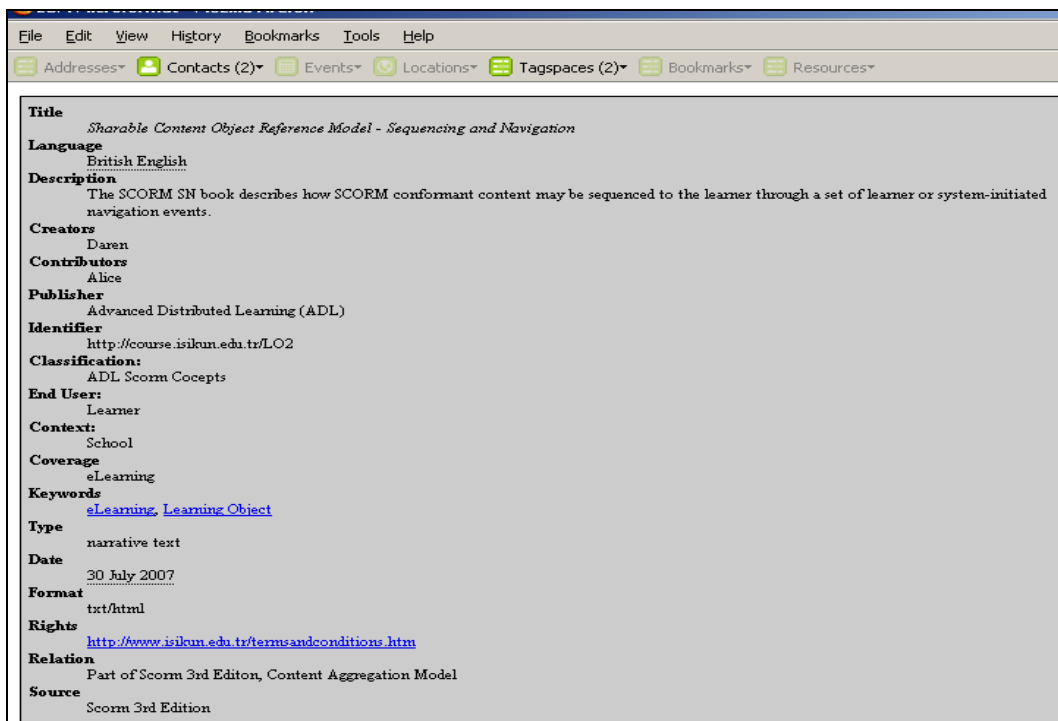 File Edit View History Bookmarks Tools Help
Addresses Contacts (2) Events Locations Tagspaces (2) Bookmarks Resources
Title
Sharable Content Object Reference Model - Sequencing and Navigation
Language
British English
Description
The SCORM SN book describes how SCORM conformant content may be sequenced to the learner through a set of learner or system-initiated
navigation events.
Creators
Daren
Contributors
Alice
Publisher
Advanced Distributed Learning (ADL)
Identifier
http://course.isikun.edu.tr/LO2
Classification:
ADL Scorm Cocepts
End User:
Learner
Context:
School
Coverage
eLearning
Keywords
eLearning, Learning Object
Type
narrative text
Date
30 July 2007
Format
txt/html
Rights
http://www.isikun.edu.tr/termsandconditions.htm
Relation
Part of Scorm 3rd Editon, Content Aggregation Model
Source
Scorm 3rd Edition